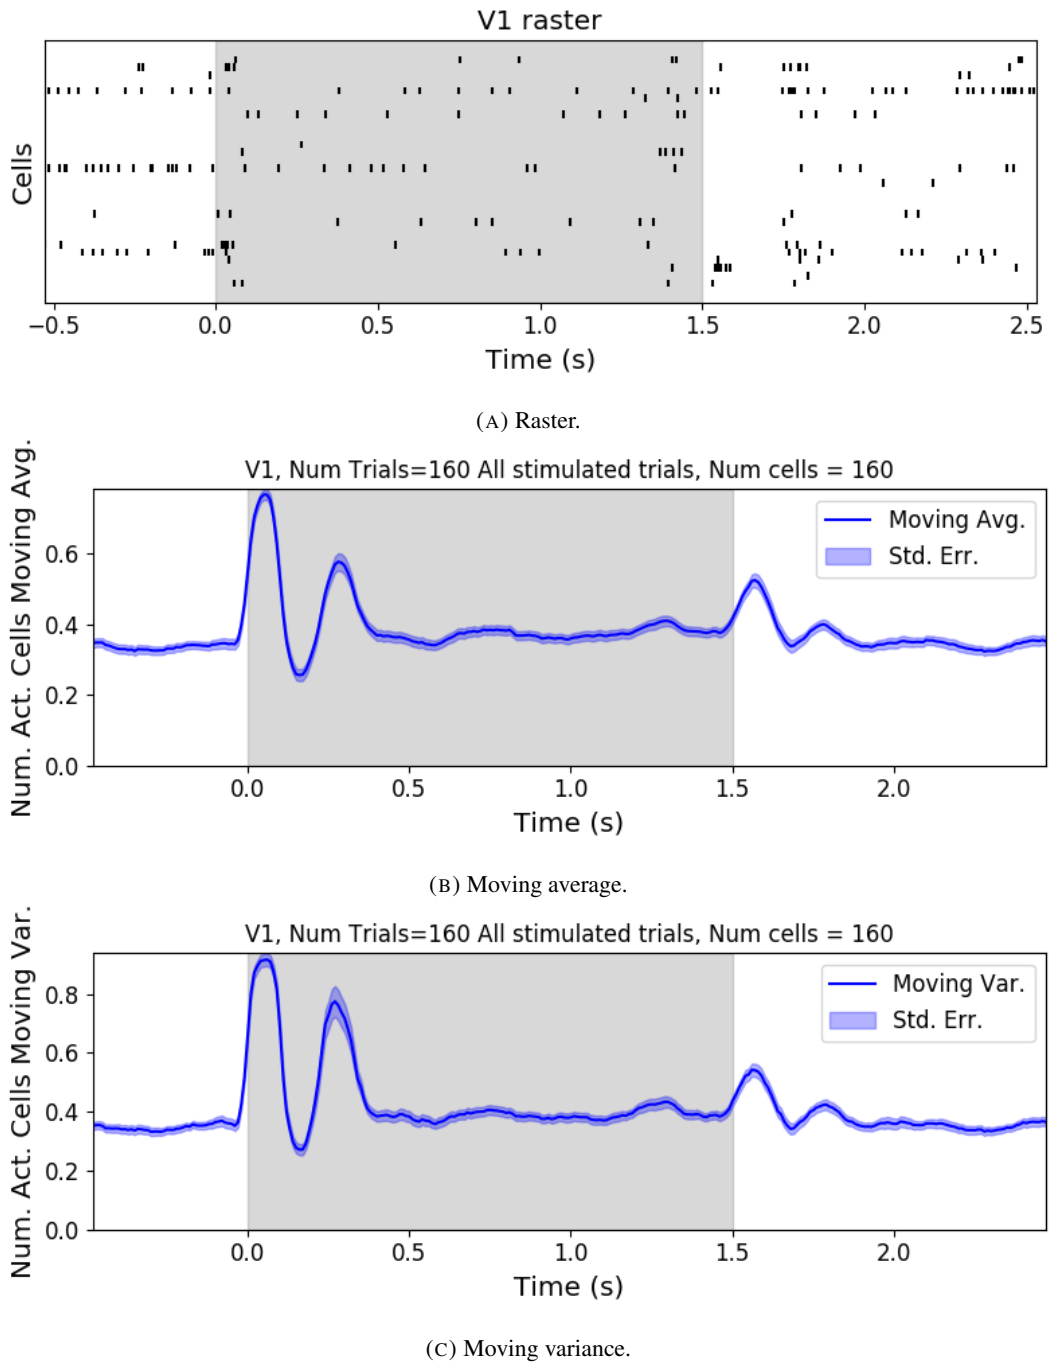 V1 raster
Cells
−0.5 0.0 0.5 1.0 1.5 2.0 2.5
Time (s)
(A) Raster.
V1, Num Trials=160 All stimulated trials, Num cells = 160
Num. Act. Cells Moving Avg.
Moving Avg.
Std. Err.
0.6
0.4
0.2
0.0
0.0 0.5 1.0 1.5 2.0
Time (s)
(B) Moving average.
V1, Num Trials=160 All stimulated trials, Num cells = 160
Num. Act. Cells Moving Var.
Moving Var.
Std. Err.
0.8
0.6
0.4
0.2
0.0
0.0 0.5 1.0 1.5 2.0
Time (s)
(C) Moving variance.